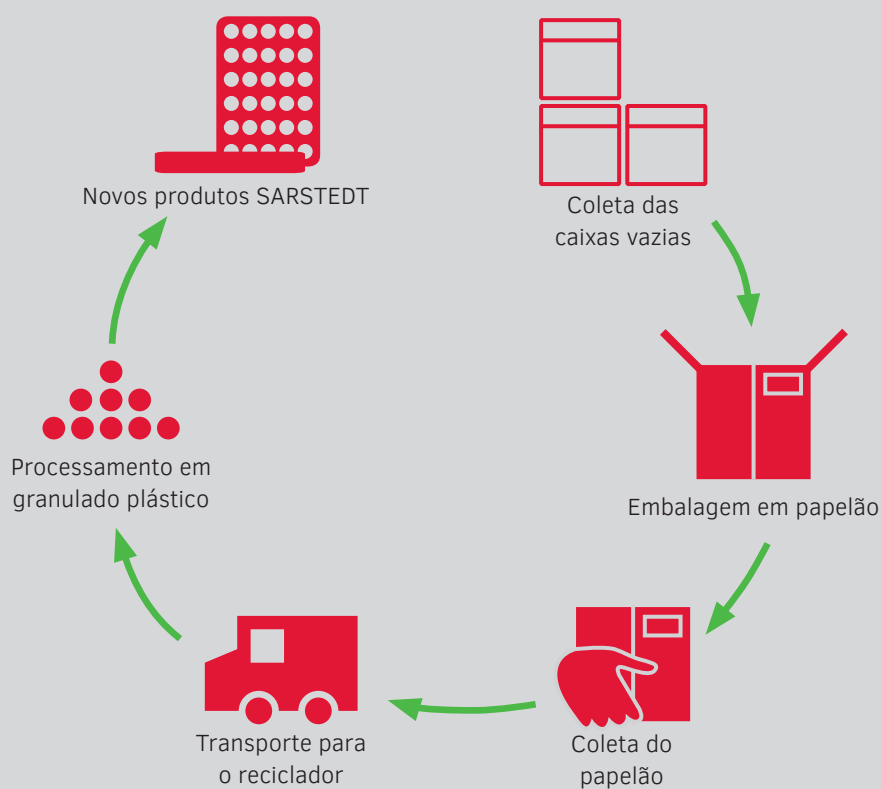 Novos produtos SARSTEDT
Coleta das
caixas vazias
Embalagem em papelão
Coleta do
papelão
Transporte para
o reciclador
Processamento em
granulado plástico